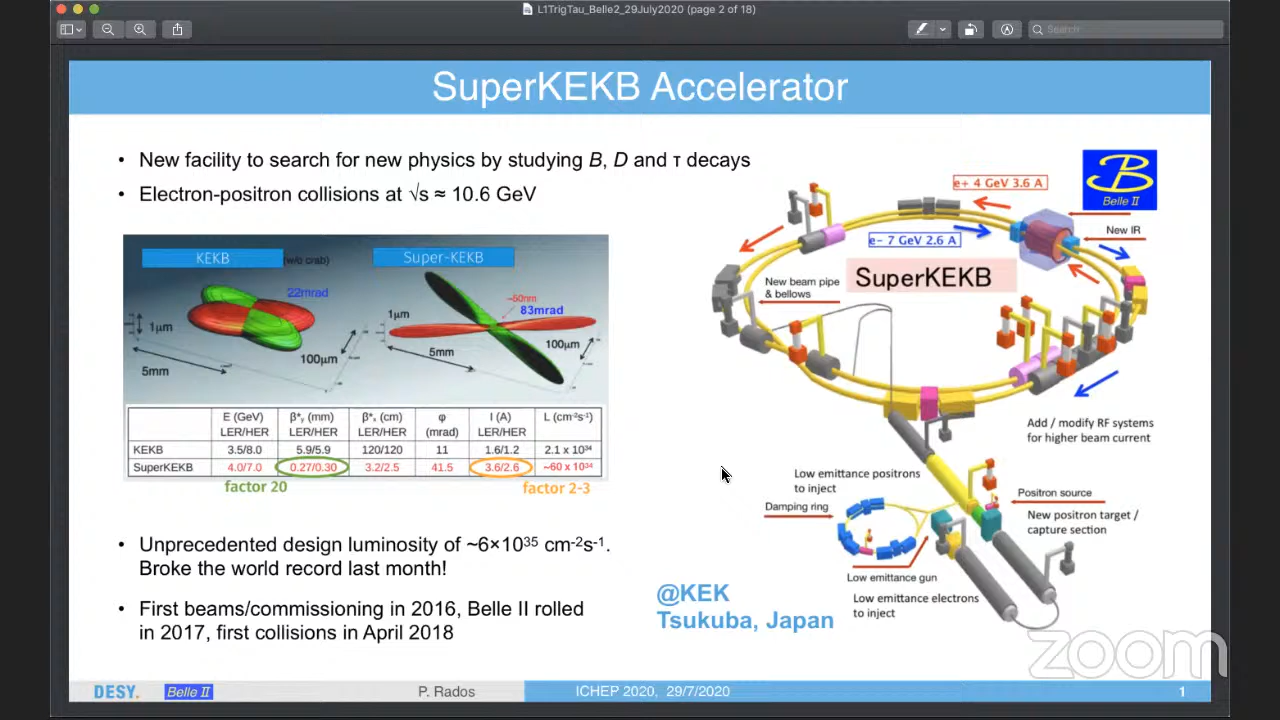 L1TrigTau_Belle2_29July2020 (page 2 of 18)
Search
SuperKEKB Accelerator
• New facility to search for new physics by studying B, D and τ decays
• Electron-positron collisions at √s ≈ 10.6 GeV
KEKB
(w/o crab)
22mrad
1μm
100μm
5mm
Super-KEKB
~50nm
83mrad
1μm
5mm
100μm
E (GeV) LER/HER
β*y (mm) LER/HER
β*x (cm) LER/HER
φ (mrad)
I (A) LER/HER
L (cm-2s-1)
KEKB 3.5/8.0 5.9/5.9 120/120 11 1.6/1.2 2.1 x 10³⁴
SuperKEKB 4.0/7.0 0.27/0.30 3.2/2.5 41.5 3.6/2.6 ~60 x 10³⁴
factor 20
factor 2-3
• Unprecedented design luminosity of ~6×10³⁵ cm⁻²s⁻¹.
Broke the world record last month!
• First beams/commissioning in 2016, Belle II rolled
in 2017, first collisions in April 2018
e+ 4 GeV 3.6 A
B
Belle II
e- 7 GeV 2.6 A
New IR
SuperKEKB
New beam pipe
& bellows
Add / modify RF systems
for higher beam current
Low emittance positrons
to inject
Damping ring
Positron source
New positron target /
capture section
Low emittance gun
Low emittance electrons
to inject
@KEK
Tsukuba, Japan
zoom
DESY. Belle II P. Rados ICHEP 2020, 29/7/2020 1